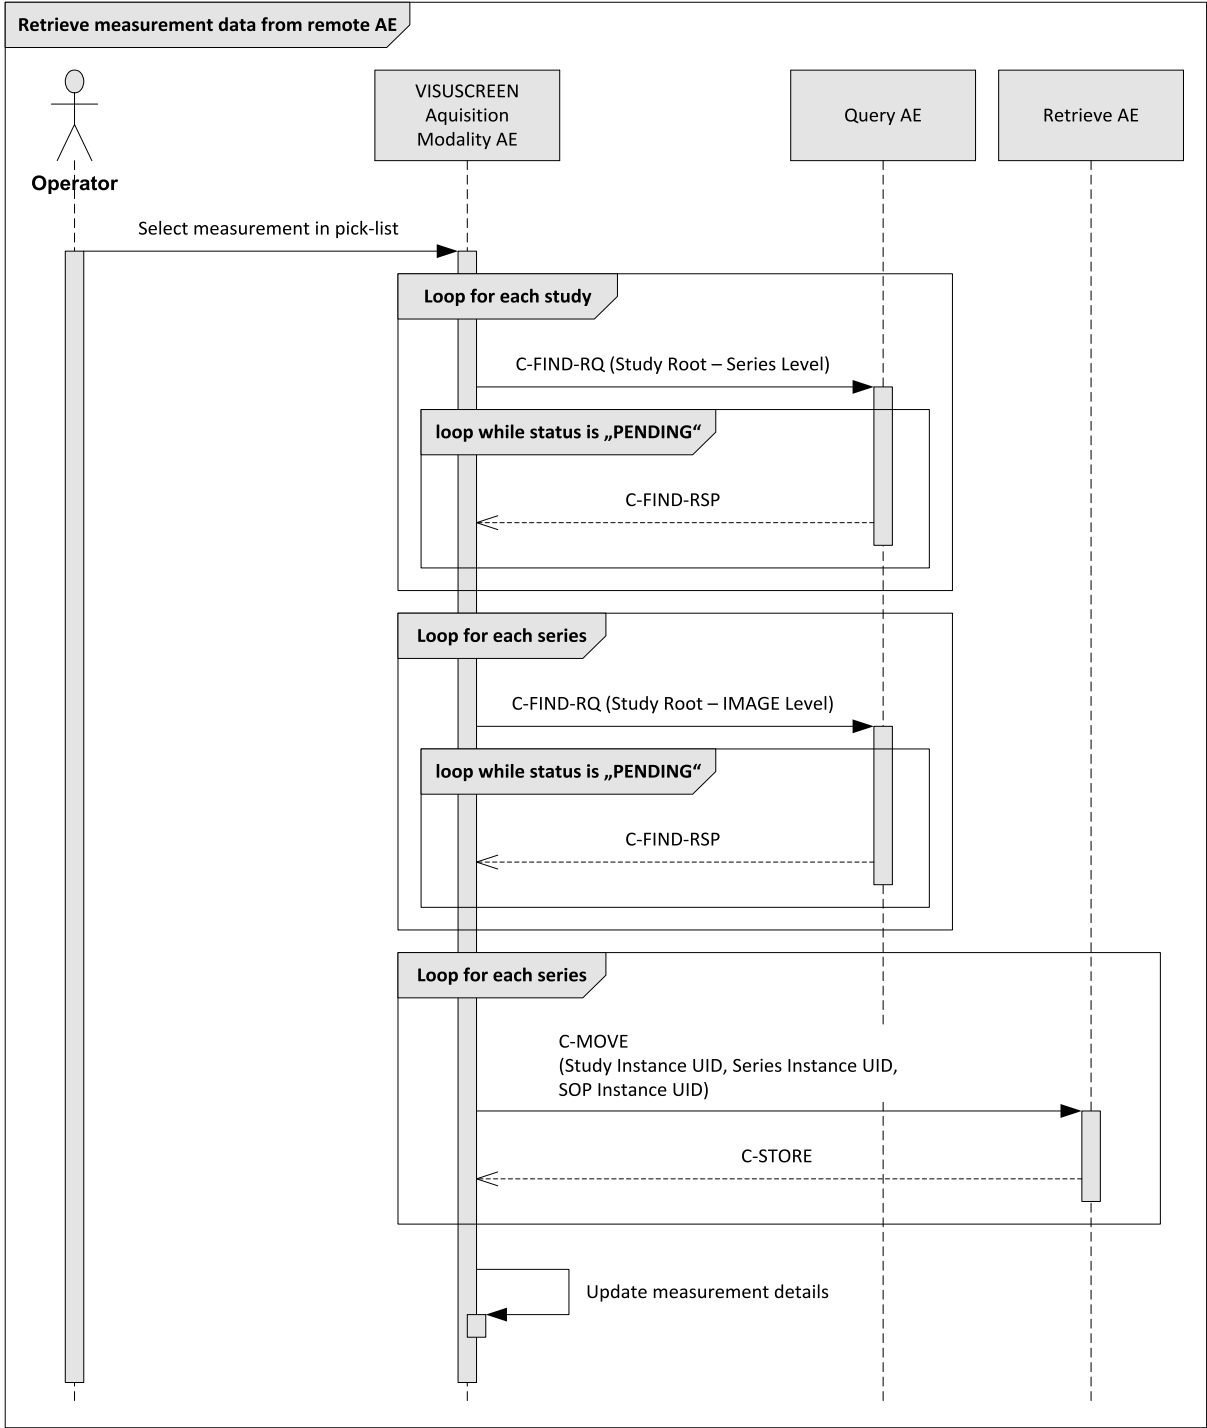 Retrieve measurement data from remote AE
VISUSCREEN
Aquisition
Modality AE
Query AE
Retrieve AE
Operator
Select measurement in pick-list
Loop for each study
C-FIND-RQ (Study Root – Series Level)
loop while status is „PENDING“
C-FIND-RSP
Loop for each series
C-FIND-RQ (Study Root – IMAGE Level)
loop while status is „PENDING“
C-FIND-RSP
Loop for each series
C-MOVE
(Study Instance UID, Series Instance UID,
SOP Instance UID)
C-STORE
Update measurement details